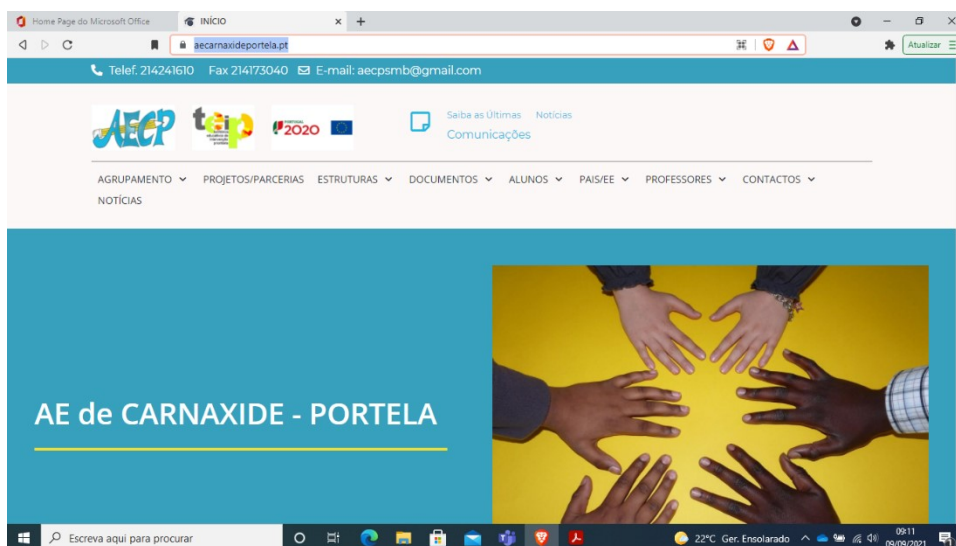 Home Page do Microsoft Office
INÍCIO
aecarnaxideportela.pt
Atualizar
Telef. 214241610 Fax 214173040 E-mail: aecpsmb@gmail.com
AECP
teip
PORTUGAL
2020
Saiba as Últimas Notícias
Comunicações
AGRUPAMENTO PROJETOS/PARCERIAS ESTRUTURAS DOCUMENTOS ALUNOS PAIS/EE PROFESSORES CONTACTOS
NOTÍCIAS
AE de CARNAXIDE - PORTELA
Escreva aqui para procurar
22°C Ger. Ensolarado
09:11
09/09/2021